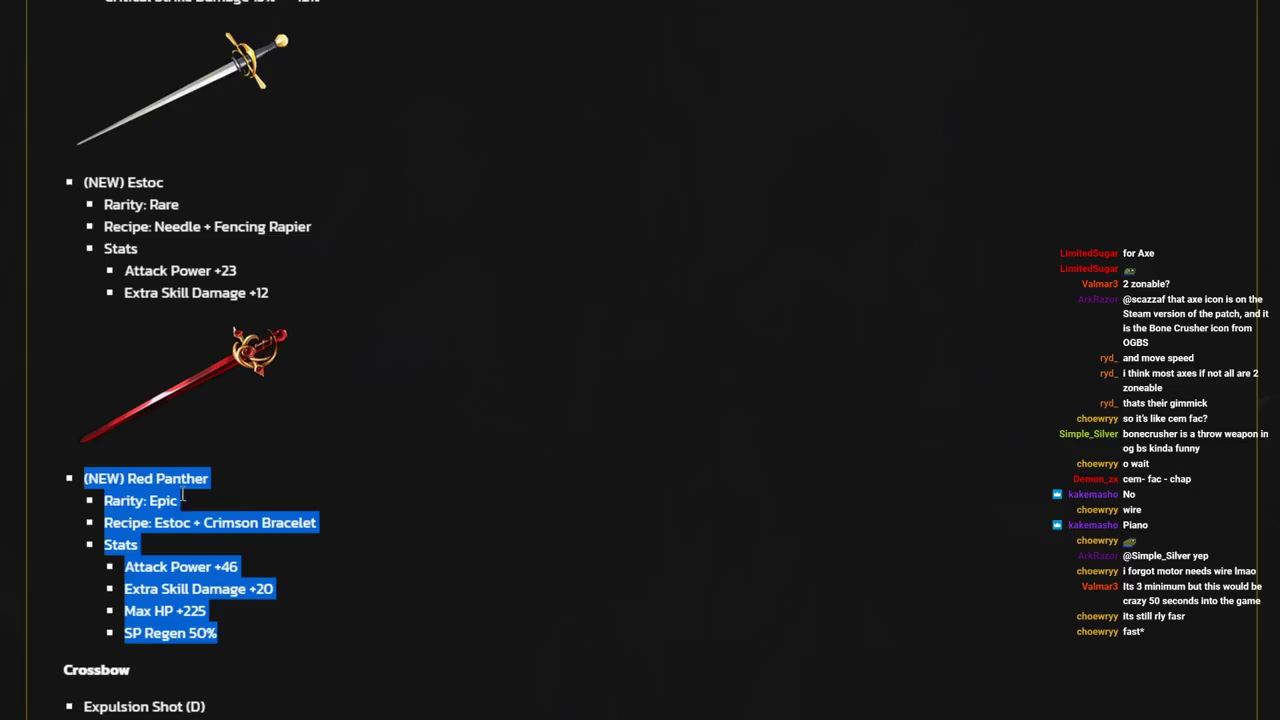 Critical Strike Damage 15% → 12%
(NEW) Estoc
Rarity: Rare
Recipe: Needle + Fencing Rapier
Stats
Attack Power +23
Extra Skill Damage +12
(NEW) Red Panther
Rarity: Epic
Recipe: Estoc + Crimson Bracelet
Stats
Attack Power +46
Extra Skill Damage +20
Max HP +225
SP Regen 50%
Crossbow
Expulsion Shot (D)
LimitedSugar for Axe
LimitedSugar
Valmar3 2 zonable?
ArkRazor @scazzaf that axe icon is on the
Steam version of the patch, and it
is the Bone Crusher icon from
OGBS
ryd_ and move speed
ryd_ i think most axes if not all are 2
zoneable
ryd_ thats their gimmick
choewryy so it's like cem fac?
Simple_Silver bonecrusher is a throw weapon in
og bs kinda funny
choewryy o wait
Demon_zx cem- fac - chap
kakemasho No
choewryy wire
kakemasho Piano
choewryy
ArkRazor @Simple_Silver yep
choewryy i forgot motor needs wire lmao
Valmar3 Its 3 minimum but this would be
crazy 50 seconds into the game
choewryy its still rly fasr
choewryy fast*